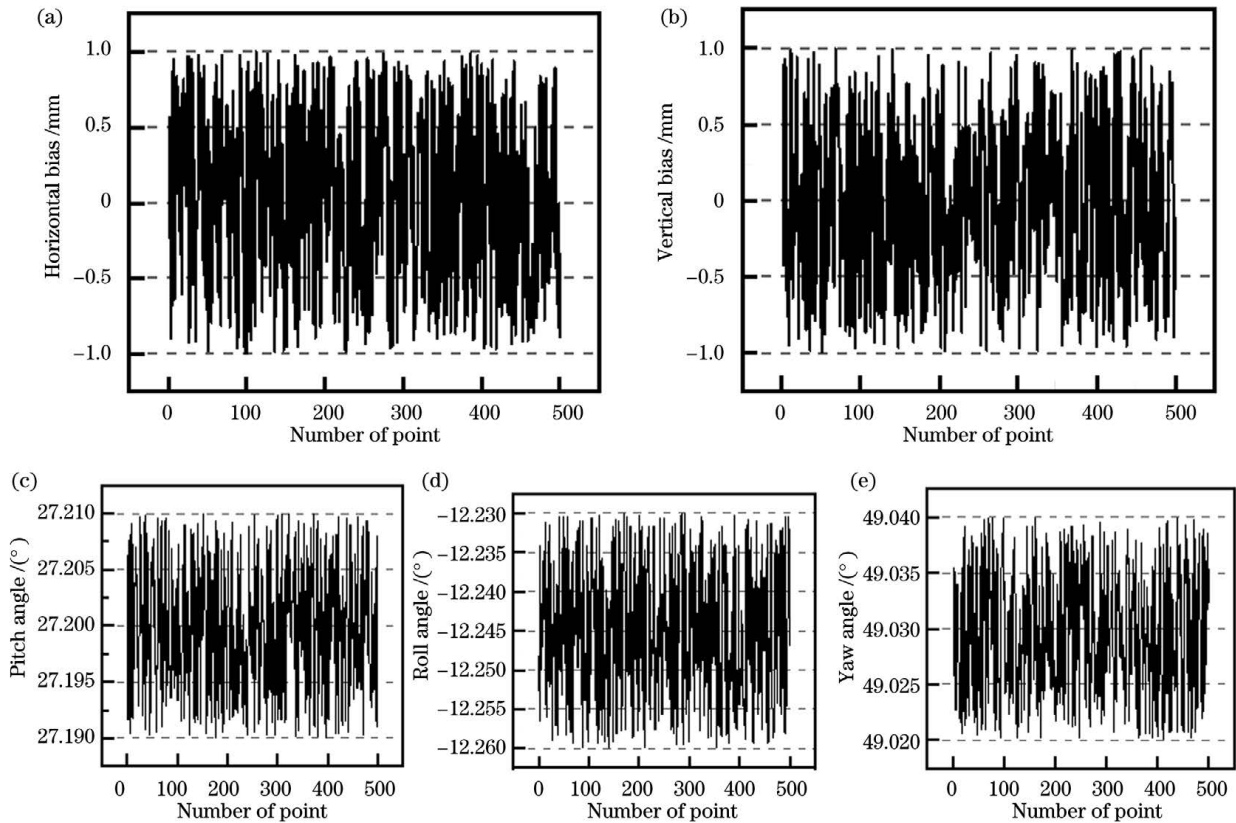 (a)
1.0
0.5
0
−0.5
−1.0
Horizontal bias /mm
0 100 200 300 400 500
Number of point
(b)
1.0
0.5
0
−0.5
−1.0
Vertical bias /mm
0 100 200 300 400 500
Number of point
(c)
27.210
27.205
27.200
27.195
27.190
Pitch angle /(°)
0 100 200 300 400 500
Number of point
(d)
−12.230
−12.235
−12.240
−12.245
−12.250
−12.255
−12.260
Roll angle /(°)
0 100 200 300 400 500
Number of point
(e)
49.040
49.035
49.030
49.025
49.020
Yaw angle /(°)
0 100 200 300 400 500
Number of point